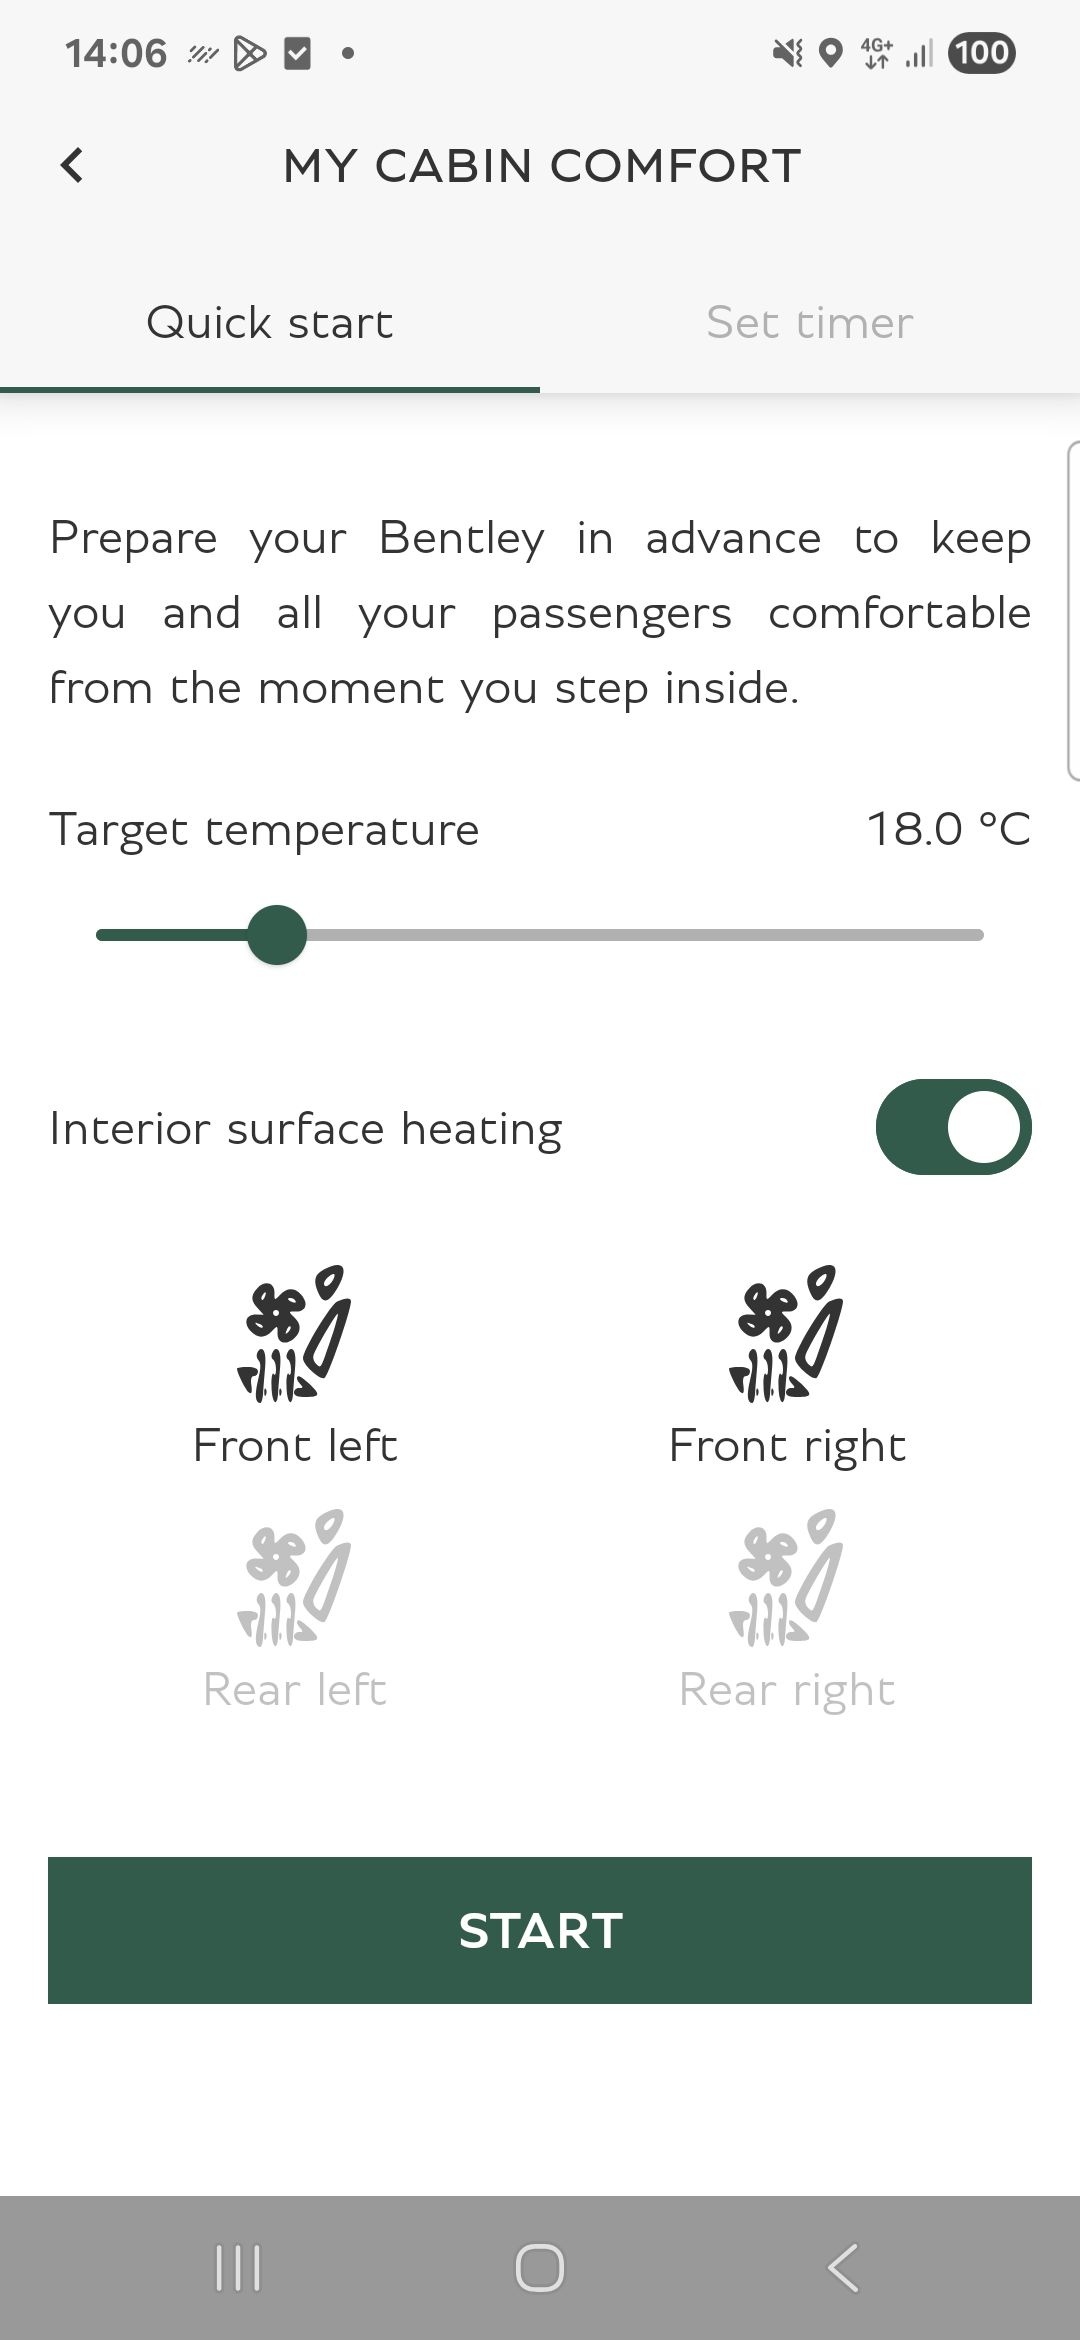 14:06
4G+
100
MY CABIN COMFORT
Quick start
Set timer
Prepare your Bentley in advance to keep
you and all your passengers comfortable
from the moment you step inside.
Target temperature
18.0 °C
Interior surface heating
Front left
Front right
Rear left
Rear right
START